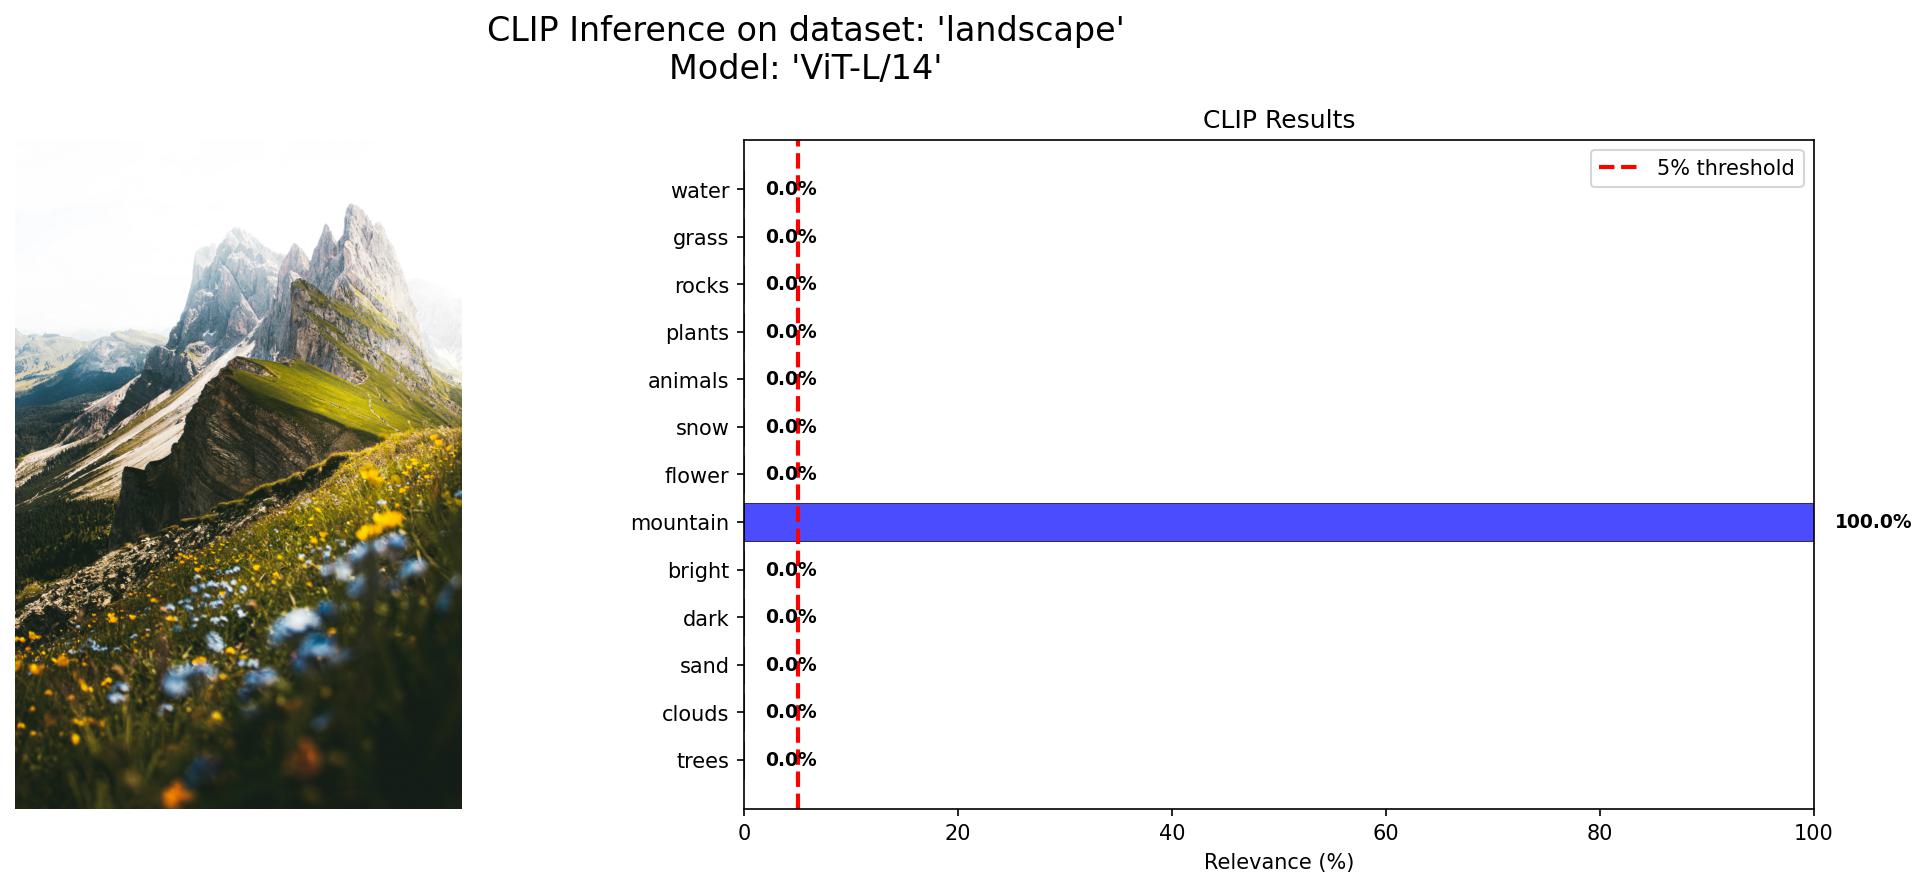 CLIP Inference on dataset: 'landscape'
Model: 'ViT-L/14'
CLIP Results
5% threshold
water 0.0%
grass 0.0%
rocks 0.0%
plants 0.0%
animals 0.0%
snow 0.0%
flower 0.0%
mountain 100.0%
bright 0.0%
dark 0.0%
sand 0.0%
clouds 0.0%
trees 0.0%
0 20 40 60 80 100
Relevance (%)